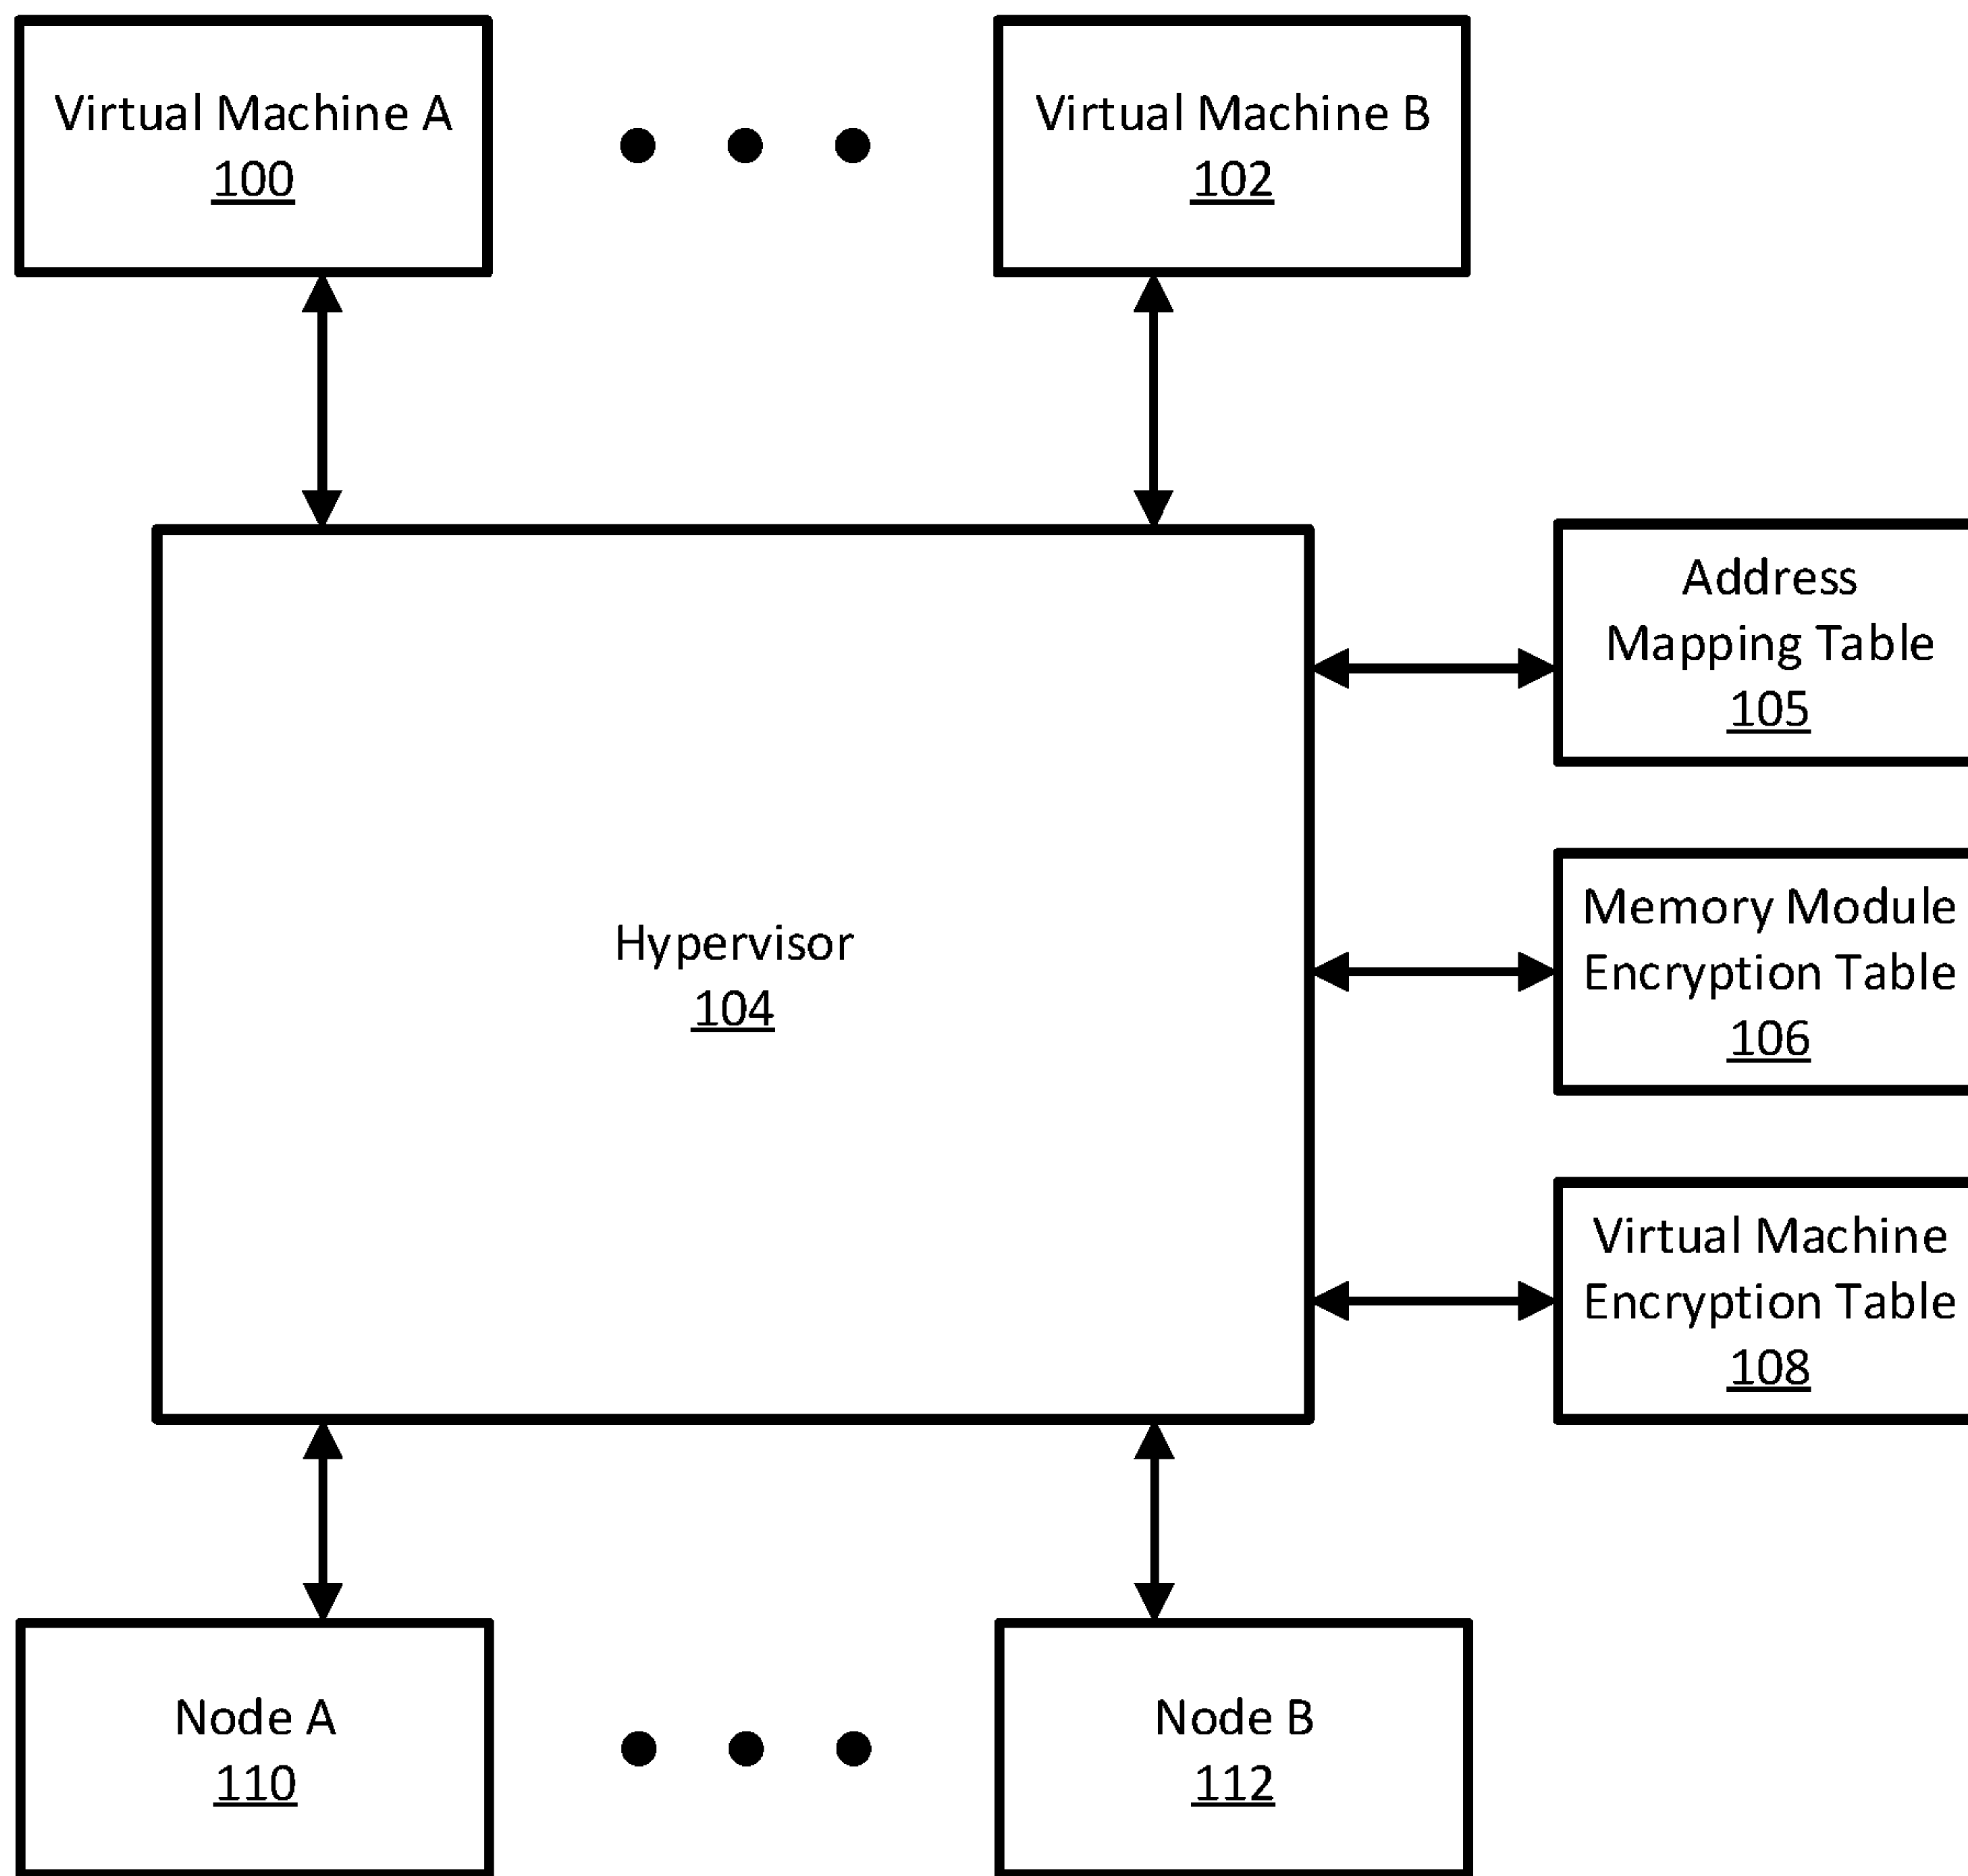 Virtual Machine A
100
Virtual Machine B
102
Hypervisor
104
Address
Mapping Table
105
Memory Module
Encryption Table
106
Virtual Machine
Encryption Table
108
Node A
110
Node B
112